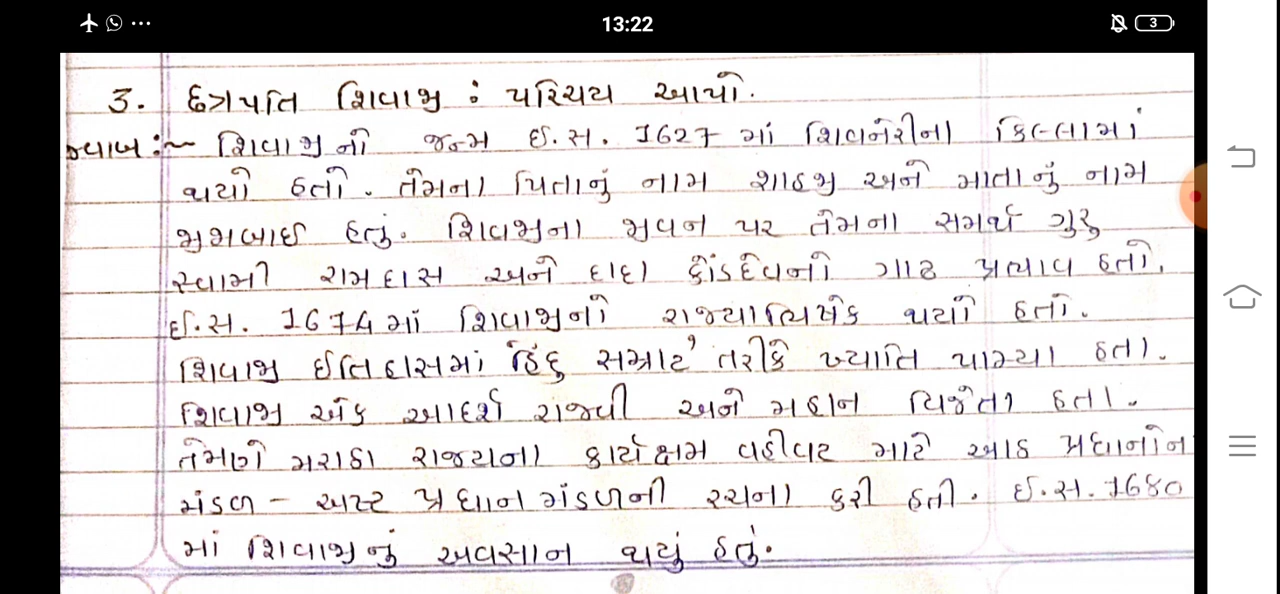 13:22
3
3. છત્રપતિ શિવાજી : પરિચય આપો.
જવાબ :~ શિવાજીનો જન્મ ઈ.સ. 1627 માં શિવનેરીના કિલ્લામાં
થયો હતો. તેમના પિતાનું નામ શાહજી અને માતાનું નામ
જીજાબાઈ હતું. શિવાજીના જીવન પર તેમના સમર્થ ગુરુ
સ્વામી રામદાસ અને દાદા કોંડદેવનો ગાઢ પ્રભાવ હતો.
ઈ.સ. 1674માં શિવાજીનો રાજ્યાભિષેક થયો હતો.
શિવાજી ઈતિહાસમાં 'હિંદુ સમ્રાટ' તરીકે ખ્યાતિ પામ્યા હતા.
શિવાજી એક આદર્શ રાજવી અને મહાન વિજેતા હતા.
તેમણે મરાઠા રાજ્યના કાર્યક્ષમ વહીવટ માટે આઠ પ્રધાનોન
મંડળ – અષ્ટ પ્રધાન મંડળની રચના કરી હતી. ઈ.સ. 1680
માં શિવાજીનું અવસાન થયું હતું.